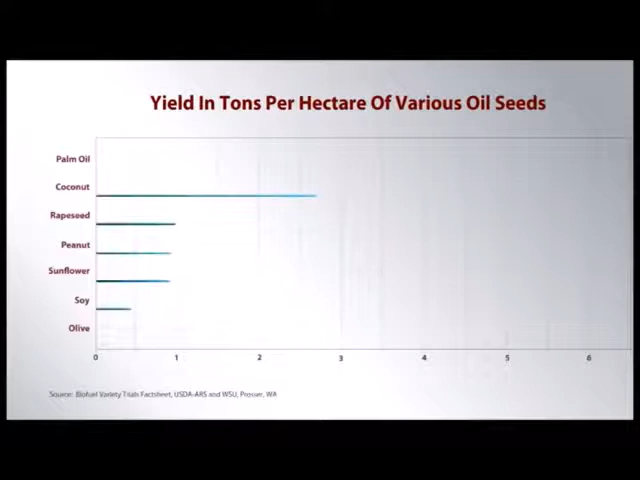 Yield In Tons Per Hectare Of Various Oil Seeds
Palm Oil
Coconut
Rapeseed
Peanut
Sunflower
Soy
Olive
0 1 2 3 4 5 6
Source: Biofuel Variety Trials Factsheet, USDA-ARS and WSU, Prosser, WA